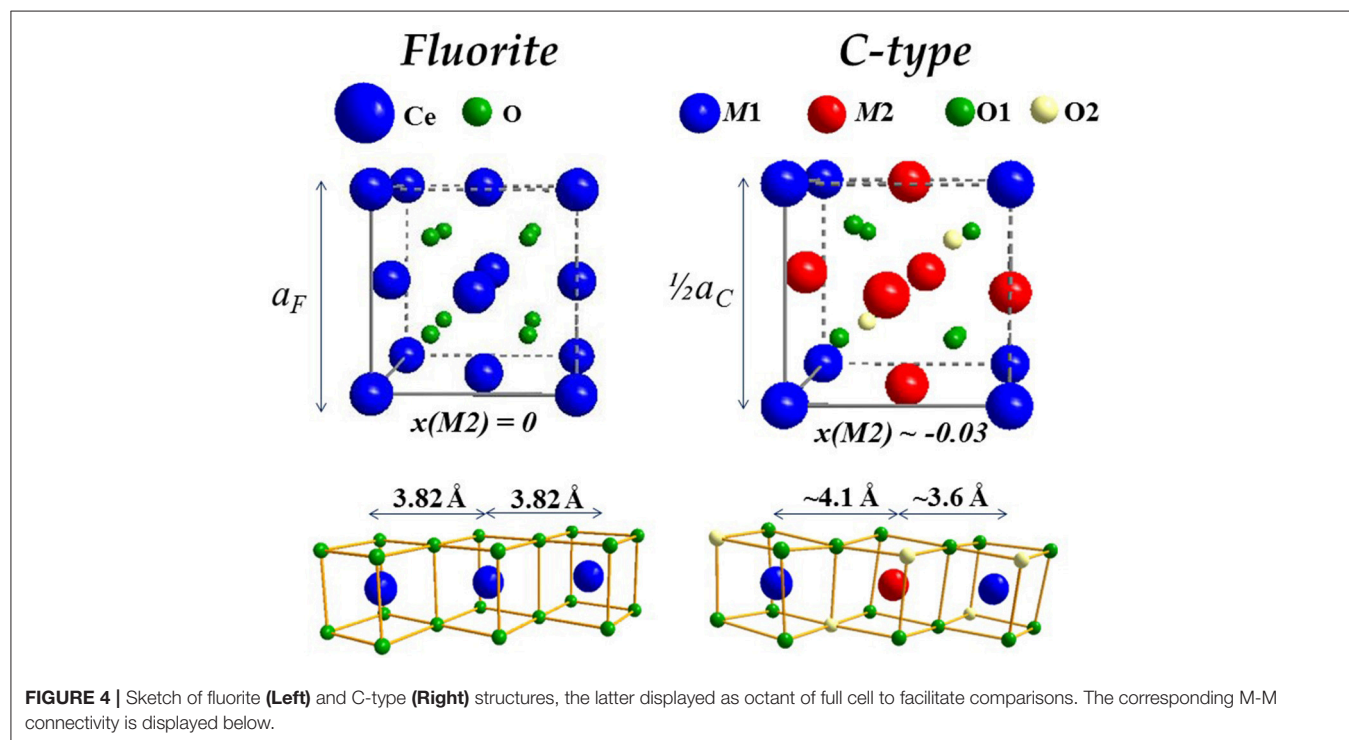 Fluorite
C-type
Ce
O
M1
M2
O1
O2
a_F
½a_C
x(M2) = 0
x(M2) ~ -0.03
3.82 Å
3.82 Å
~4.1 Å
~3.6 Å
FIGURE 4 | Sketch of fluorite (Left) and C-type (Right) structures, the latter displayed as octant of full cell to facilitate comparisons. The corresponding M-M
connectivity is displayed below.